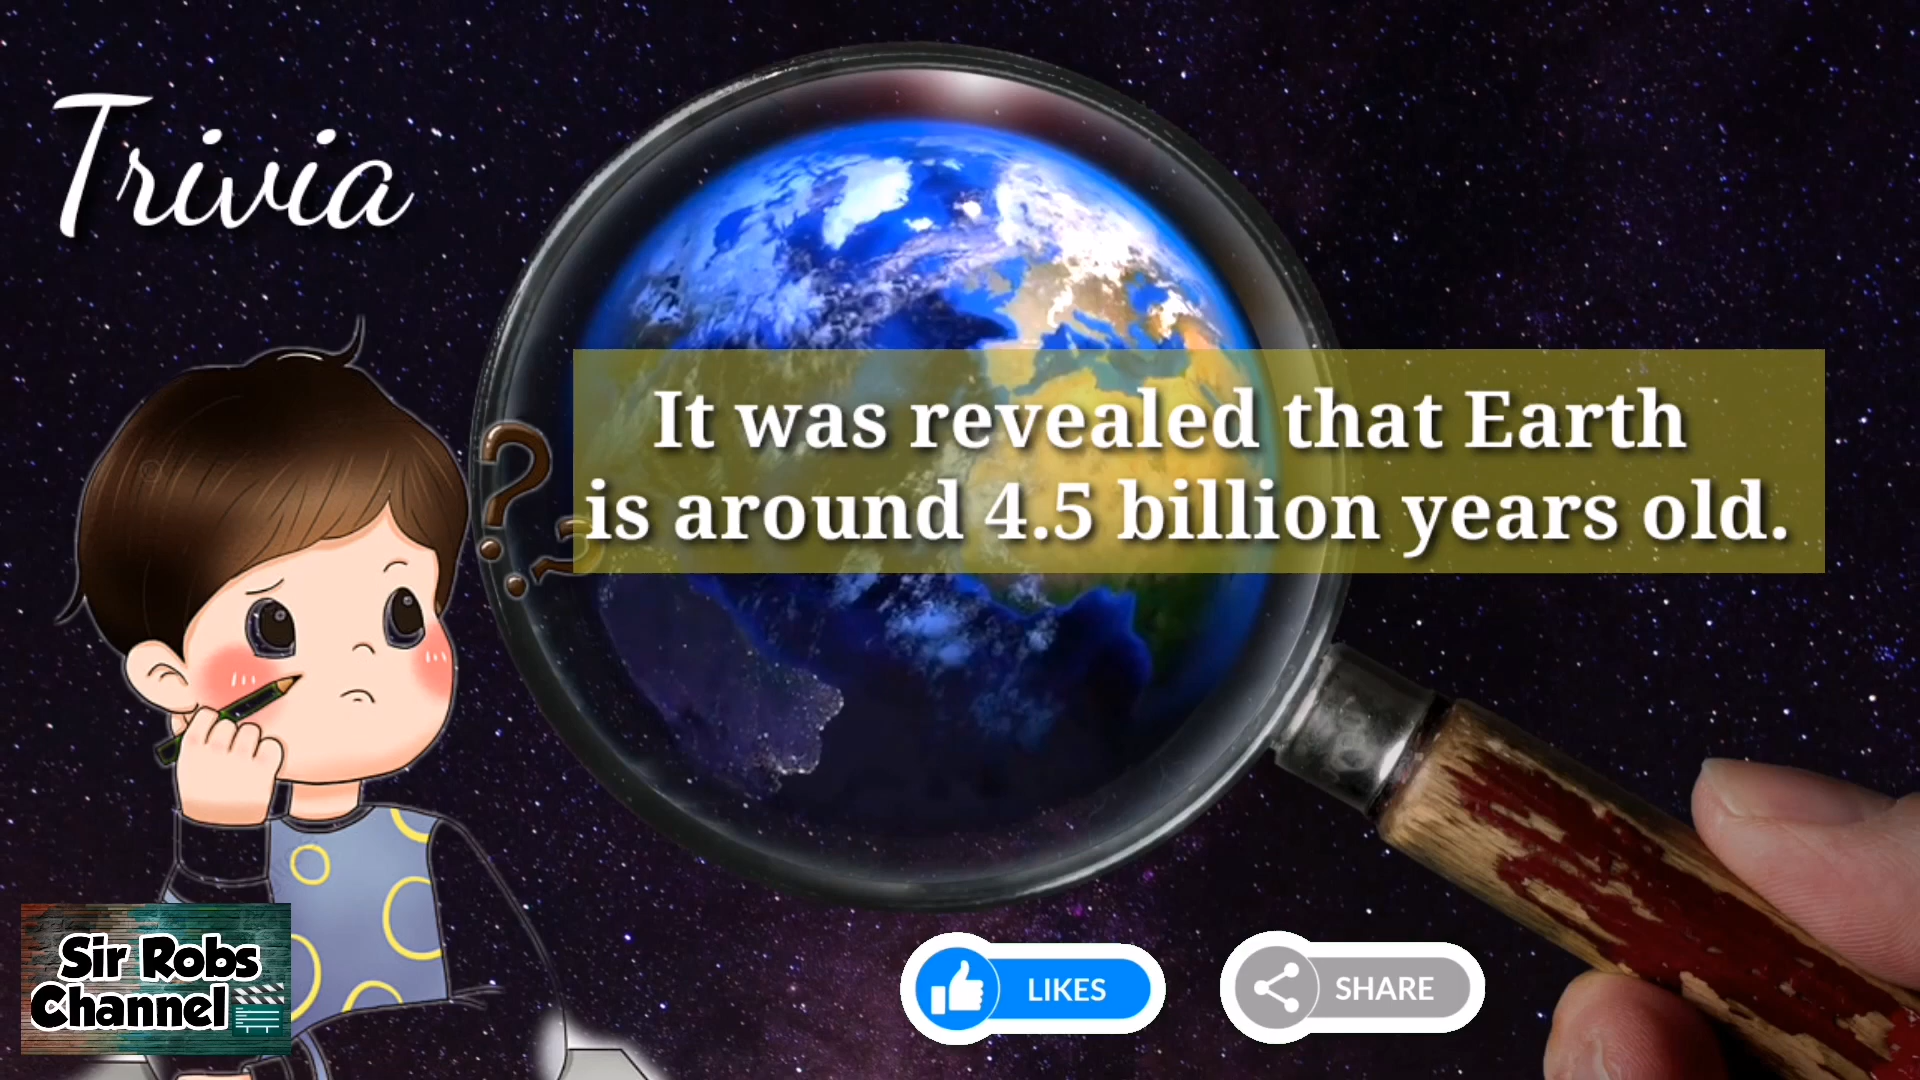 Trivia
It was revealed that Earth
is around 4.5 billion years old.
Sir Robs
Channel
LIKES
SHARE